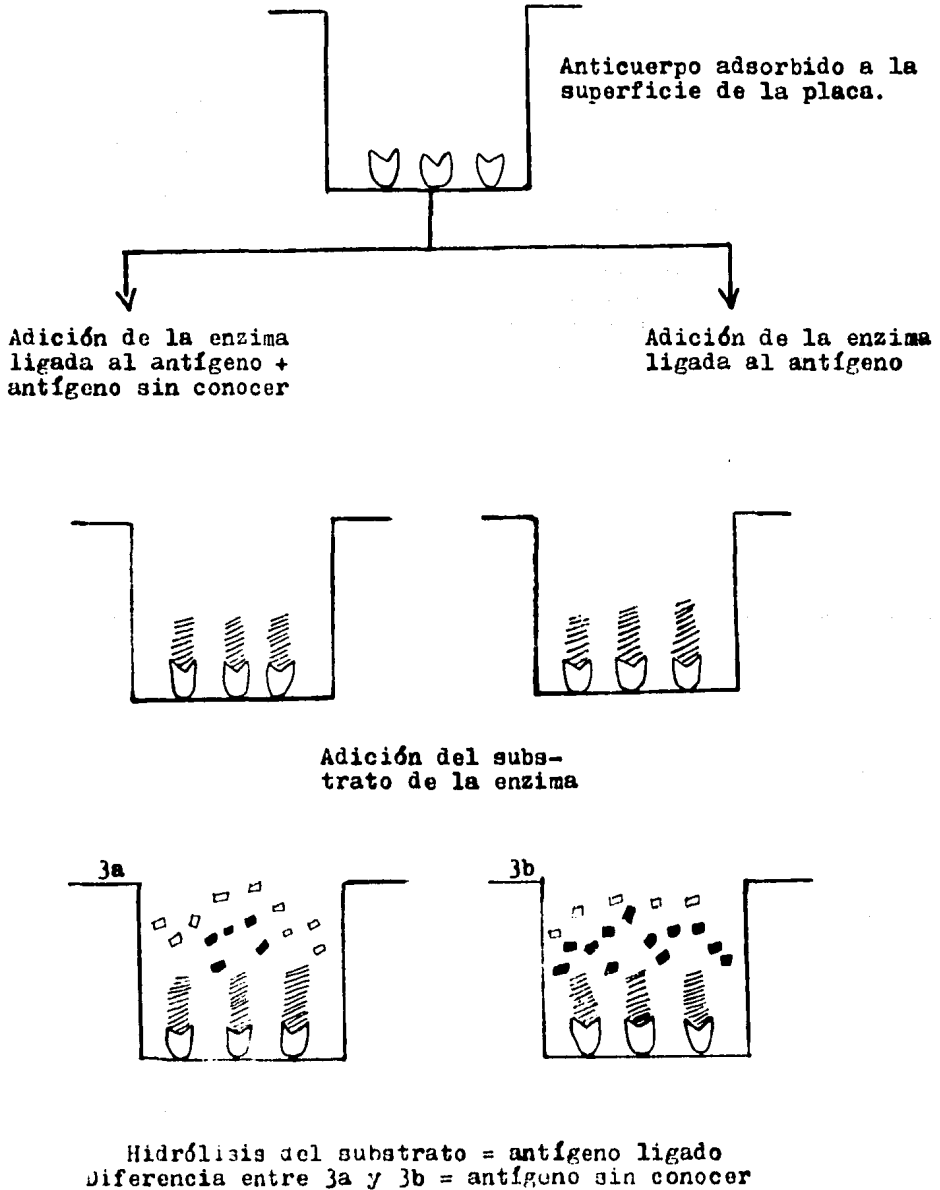 Anticuerpo adsorbido a la
superficie de la placa.
Adición de la enzima
ligada al antígeno +
antígeno sin conocer
Adición de la enzima
ligada al antígeno
Adición del subs-
trato de la enzima
3a
3b
Hidrólisis del substrato = antígeno ligado
Diferencia entre 3a y 3b = antígeno sin conocer